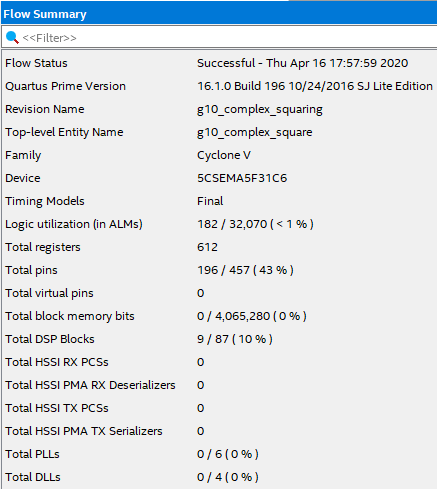 Flow Summary
<<Filter>>
Flow Status Successful - Thu Apr 16 17:57:59 2020
Quartus Prime Version 16.1.0 Build 196 10/24/2016 SJ Lite Edition
Revision Name g10_complex_squaring
Top-level Entity Name g10_complex_square
Family Cyclone V
Device 5CSEMA5F31C6
Timing Models Final
Logic utilization (in ALMs) 182 / 32,070 ( < 1 % )
Total registers 612
Total pins 196 / 457 ( 43 % )
Total virtual pins 0
Total block memory bits 0 / 4,065,280 ( 0 % )
Total DSP Blocks 9 / 87 ( 10 % )
Total HSSI RX PCSs 0
Total HSSI PMA RX Deserializers 0
Total HSSI TX PCSs 0
Total HSSI PMA TX Serializers 0
Total PLLs 0 / 6 ( 0 % )
Total DLLs 0 / 4 ( 0 % )